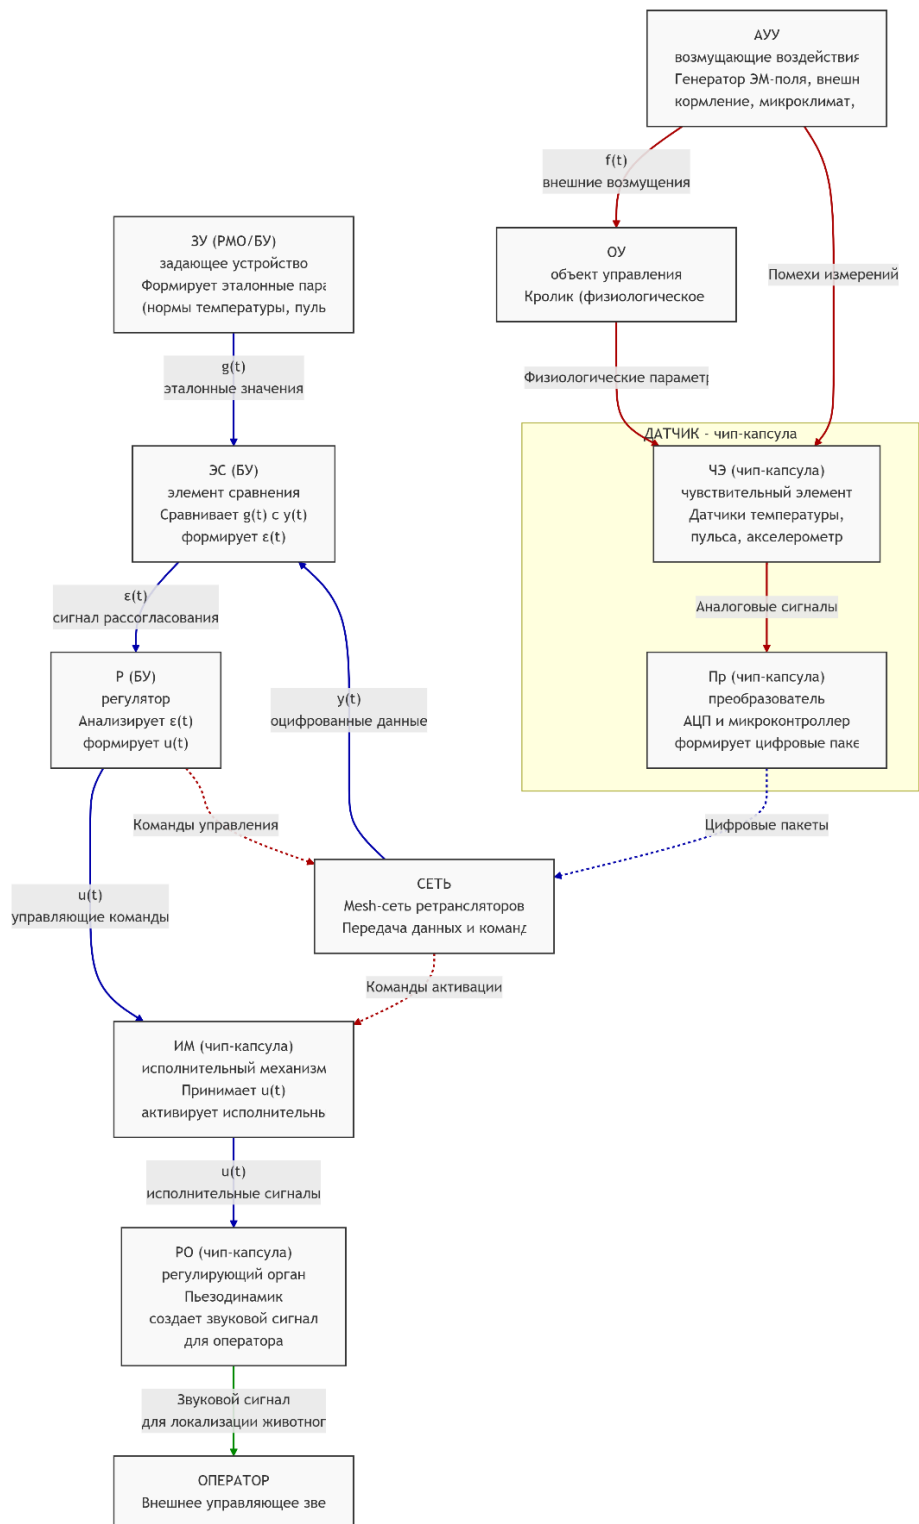 АУУ
возмущающие воздействия
Генератор ЭМ-поля, внешн
кормление, микроклимат,
f(t)
внешние возмущения
ЗУ (РМО/БУ)
задающее устройство
Формирует эталонные пара
(нормы температуры, пуль
ОУ
объект управления
Кролик (физиологическое
Помехи измерений
g(t)
эталонные значения
Физиологические параметр
ДАТЧИК - чип-капсула
ЭС (БУ)
элемент сравнения
Сравнивает g(t) с y(t)
формирует ε(t)
ЧЭ (чип-капсула)
чувствительный элемент
Датчики температуры,
пульса, акселерометр
ε(t)
сигнал рассогласования
Аналоговые сигналы
Р (БУ)
регулятор
Анализирует ε(t)
формирует u(t)
y(t)
оцифрованные данные
Пр (чип-капсула)
преобразователь
АЦП и микроконтроллер
формирует цифровые паке
Команды управления
Цифровые пакеты
u(t)
управляющие команды
СЕТЬ
Mesh-сеть ретрансляторов
Передача данных и команд
Команды активации
ИМ (чип-капсула)
исполнительный механизм
Принимает u(t)
активирует исполнительнь
u(t)
исполнительные сигналы
РО (чип-капсула)
регулирующий орган
Пьезодинамик
создает звуковой сигнал
для оператора
Звуковой сигнал
для локализации животног
ОПЕРАТОР
Внешнее управляющее зве